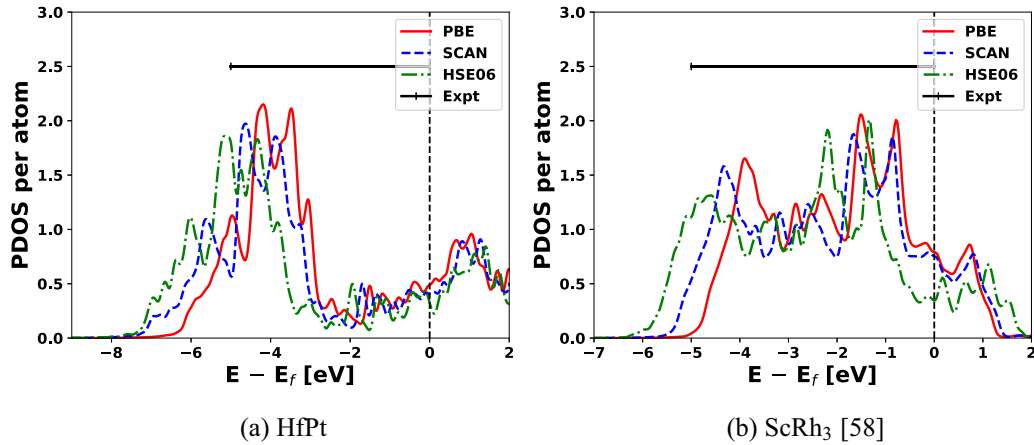 3.0
2.5
2.0
1.5
1.0
0.5
0.0
PDOS per atom
PBE
SCAN
HSE06
Expt
−8 −6 −4 −2 0 2
E − E_f [eV]
(a) HfPt
3.0
2.5
2.0
1.5
1.0
0.5
0.0
PDOS per atom
PBE
SCAN
HSE06
Expt
−7 −6 −5 −4 −3 −2 −1 0 1 2
E − E_f [eV]
(b) ScRh₃ [58]